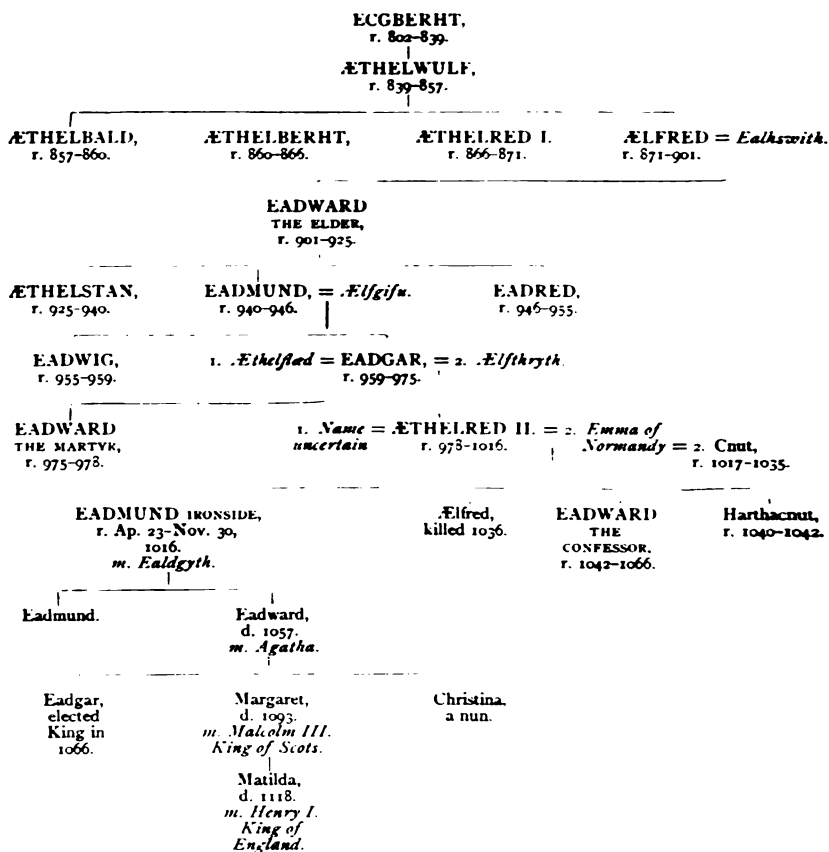 ECGBERHT,
r. 802–839.
ÆTHELWULF,
r. 839–857.
ÆTHELBALD, ÆTHELBERHT, ÆTHELRED I. ÆLFRED = Ealhswith.
r. 857–860. r. 860–866. r. 866–871. r. 871–901.
EADWARD
THE ELDER,
r. 901–925.
ÆTHELSTAN, EADMUND, = Ælfgifu. EADRED,
r. 925–940. r. 940–946. r. 946–955.
EADWIG, 1. Æthelflæd = EADGAR, = 2. Ælfthryth.
r. 955–959. r. 959–975.
EADWARD 1. Name = ÆTHELRED II. = 2. Emma of
THE MARTYR, uncertain r. 978–1016. Normandy = 2. Cnut,
r. 975–978. r. 1017–1035.
EADMUND IRONSIDE, Ælfred, EADWARD Harthacnut,
r. Ap. 23–Nov. 30, killed 1036. THE r. 1040–1042.
1016. CONFESSOR,
m. Ealdgyth. r. 1042–1066.
Eadmund. Eadward,
d. 1057.
m. Agatha.
Eadgar, Margaret, Christina,
elected d. 1093. a nun.
King in m. Malcolm III.
1066. King of Scots.
Matilda,
d. 1118.
m. Henry I.
King of
England.